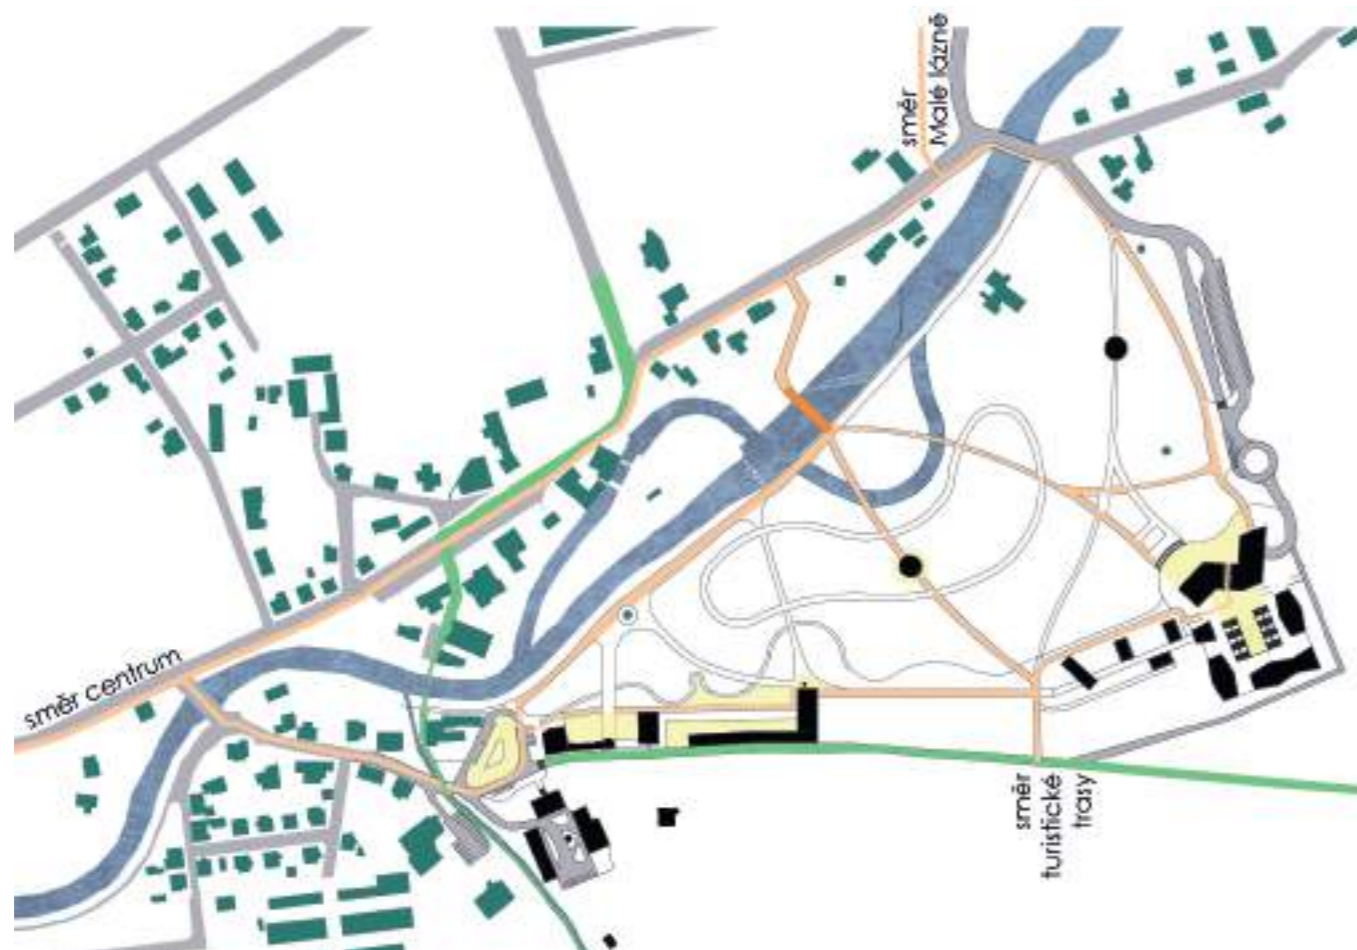 směr
Malé lázně
směr centrum
směr
turistické
trasy